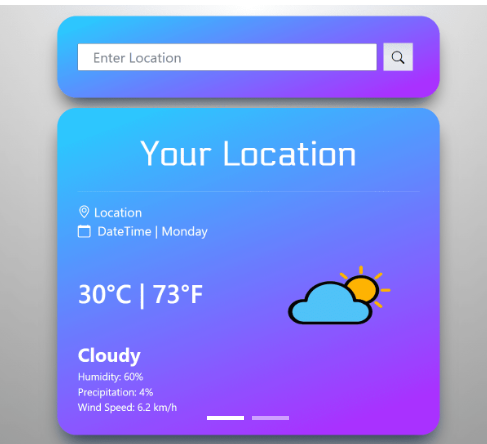 Enter Location
Your Location
Location
DateTime | Monday
30°C | 73°F
Cloudy
Humidity: 60%
Precipitation: 4%
Wind Speed: 6.2 km/h